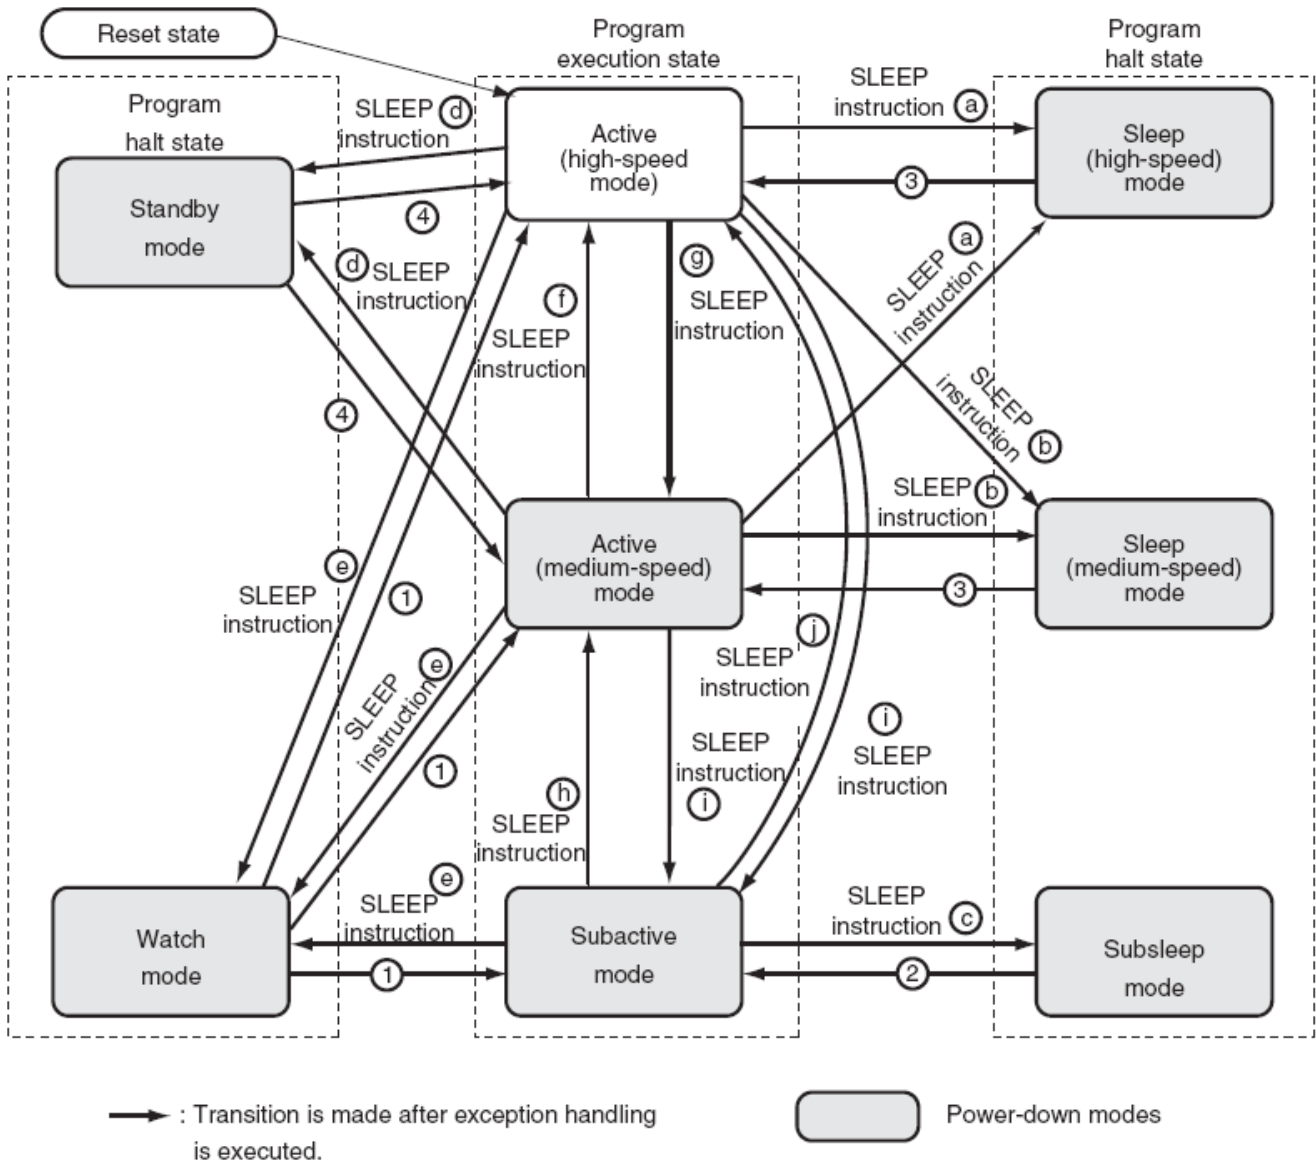 Reset state
Program
execution state
Program
halt state
Program
halt state
SLEEP
instruction
d
Active
(high-speed
mode)
SLEEP
instruction
a
Sleep
(high-speed)
mode
3
Standby
mode
4
d
SLEEP
instruction
f
SLEEP
instruction
g
SLEEP
instruction
a
SLEEP
instruction
SLEEP
instruction
b
4
Active
(medium-speed)
mode
SLEEP
instruction
b
Sleep
(medium-speed)
mode
3
e
SLEEP
instruction
1
j
SLEEP
instruction
e
SLEEP
instruction
1
i
SLEEP
instruction
SLEEP
instruction
i
h
SLEEP
instruction
e
SLEEP
instruction
Watch
mode
1
Subactive
mode
SLEEP
instruction
c
2
Subsleep
mode
: Transition is made after exception handling
is executed.
Power-down modes